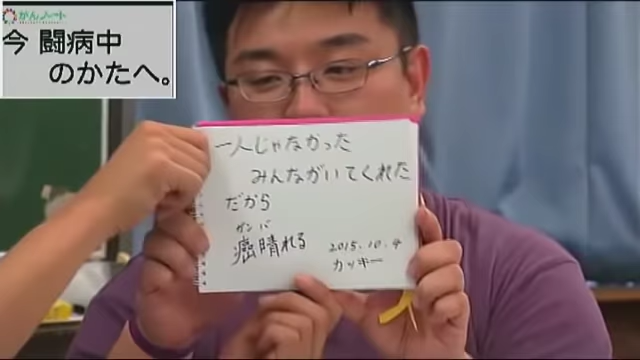 がんノート
今 闘病中
のかたへ。
一人じゃなかった
みんながいてくれた
だから
ガンバ
癌晴れる
2015.10.4
カッキー